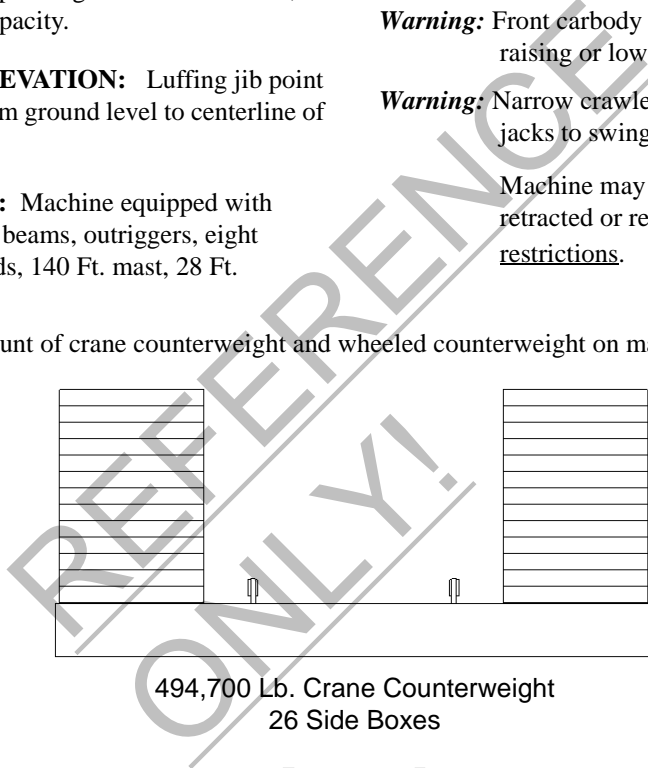 pacity.
EVATION: Luffing jib point
m ground level to centerline of
: Machine equipped with
beams, outriggers, eight
ds, 140 Ft. mast, 28 Ft.
Warning: Front carbody
raising or low
Warning: Narrow crawle
jacks to swing
Machine may
retracted or re
restrictions.
unt of crane counterweight and wheeled counterweight on ma
REFERENCE
ONLY!
494,700 Lb. Crane Counterweight
26 Side Boxes